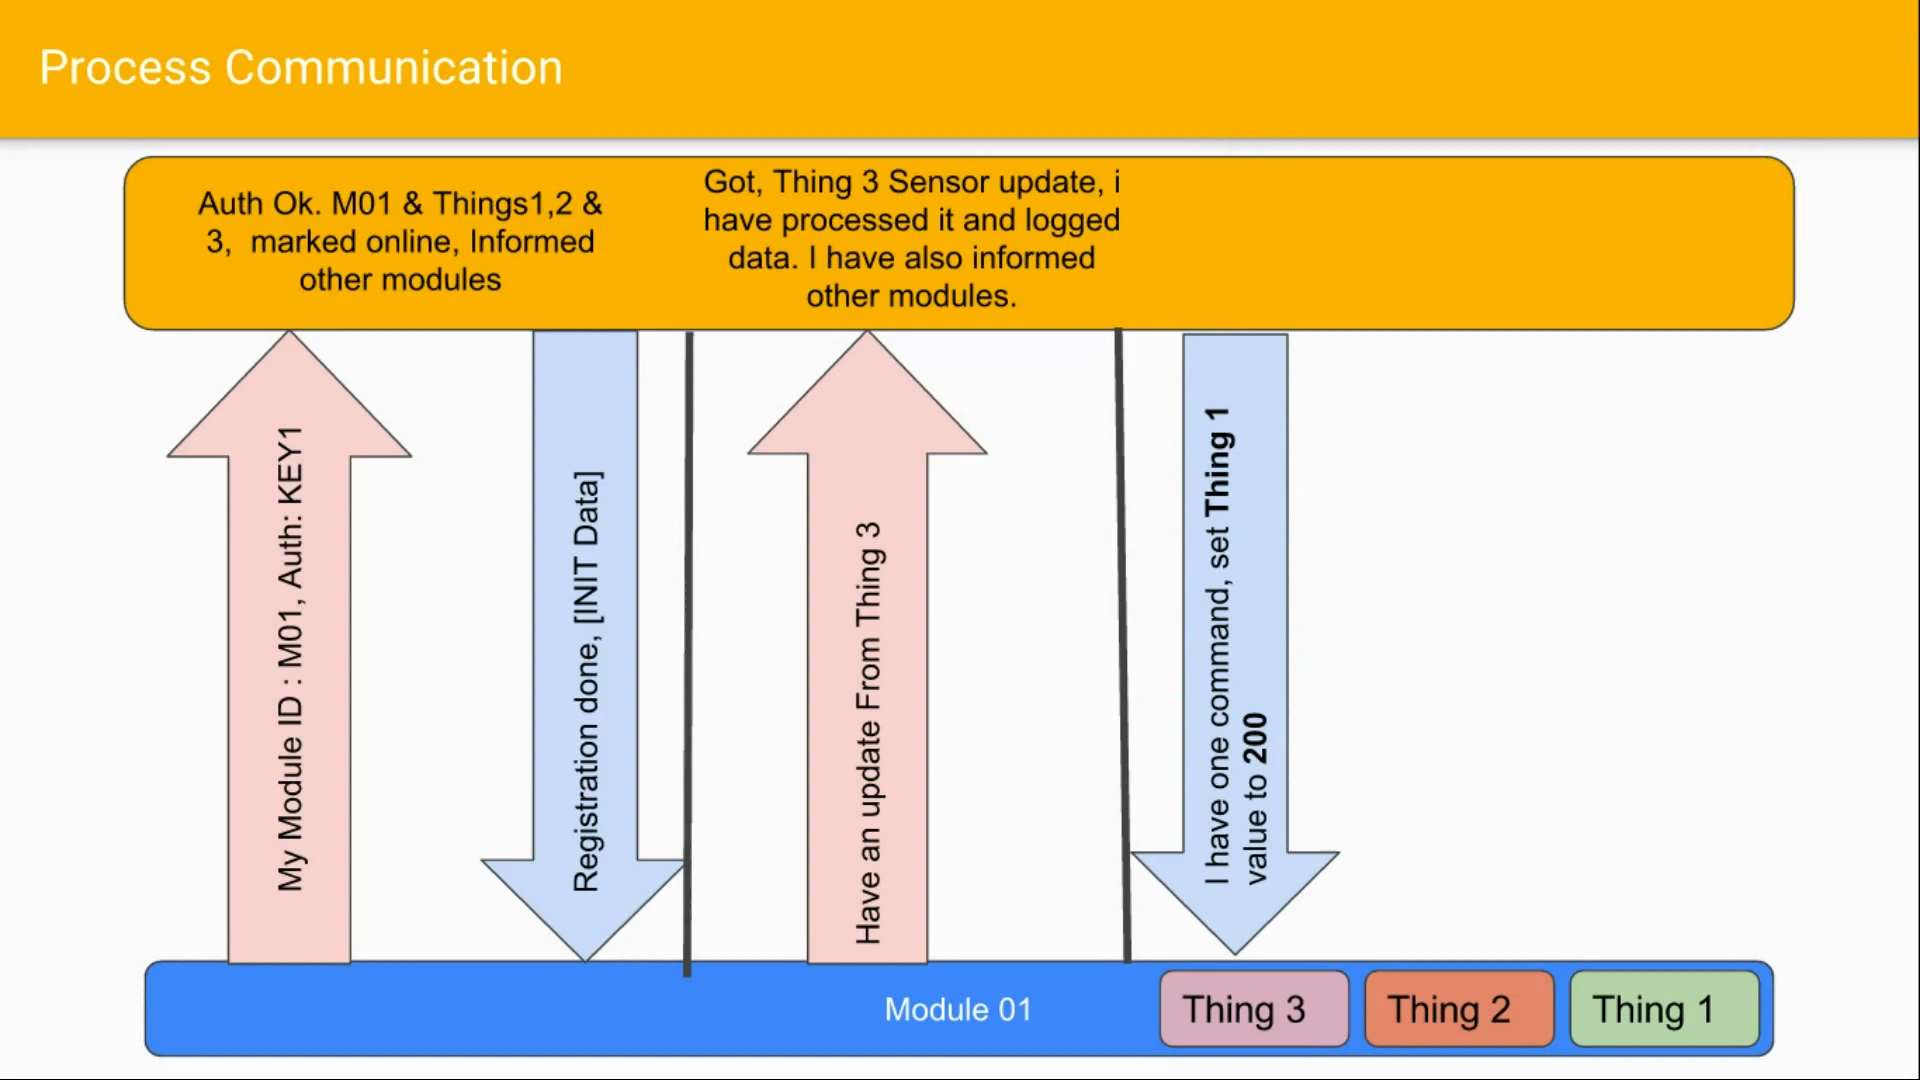 Process Communication
Auth Ok. M01 & Things1,2 &
3,  marked online, Informed
other modules
Got, Thing 3 Sensor update, i
have processed it and logged
data. I have also informed
other modules.
My Module ID : M01, Auth: KEY1
Registration done, [INIT Data]
Have an update From Thing 3
I have one command, set Thing 1
value to 200
Module 01
Thing 3
Thing 2
Thing 1